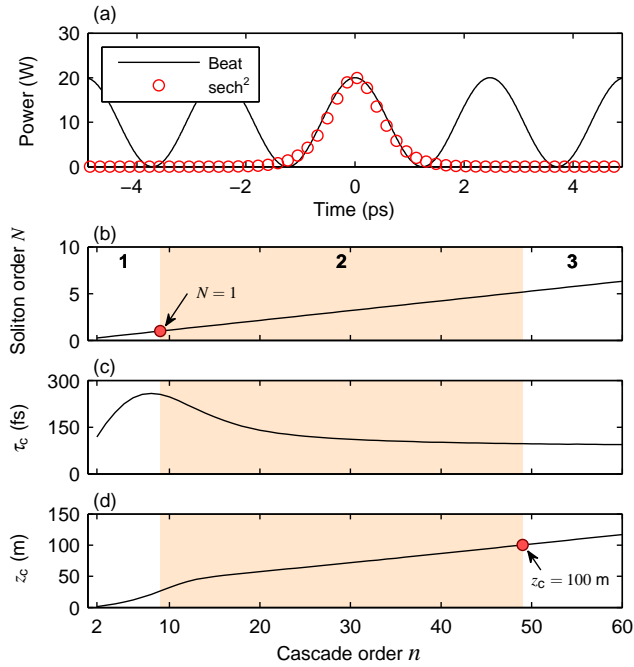 (a)
30
20
10
0
Power (W)
Beat
sech²
−4 −2 0 2 4
Time (ps)
(b)
10
5
0
Soliton order N
1 2 3
N = 1
(c)
300
150
0
τc (fs)
(d)
150
100
50
0
zc (m)
zc = 100 m
2 10 20 30 40 50 60
Cascade order n